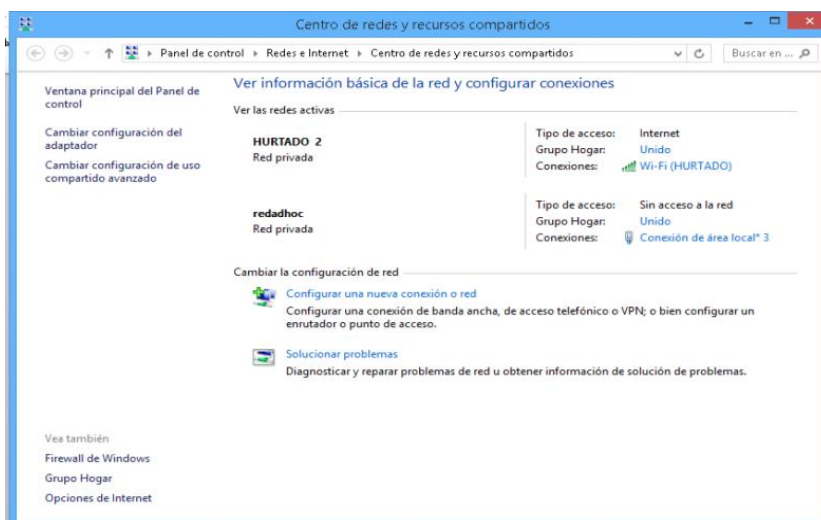 Centro de redes y recursos compartidos
Panel de control ▸ Redes e Internet ▸ Centro de redes y recursos compartidos
Buscar en ...
Ventana principal del Panel de
control
Cambiar configuración del
adaptador
Cambiar configuración de uso
compartido avanzado
Vea también
Firewall de Windows
Grupo Hogar
Opciones de Internet
Ver información básica de la red y configurar conexiones
Ver las redes activas
HURTADO 2
Red privada
Tipo de acceso: Internet
Grupo Hogar: Unido
Conexiones: Wi-Fi (HURTADO)
redadhoc
Red privada
Tipo de acceso: Sin acceso a la red
Grupo Hogar: Unido
Conexiones: Conexión de área local* 3
Cambiar la configuración de red
Configurar una nueva conexión o red
Configurar una conexión de banda ancha, de acceso telefónico o VPN; o bien configurar un
enrutador o punto de acceso.
Solucionar problemas
Diagnosticar y reparar problemas de red u obtener información de solución de problemas.